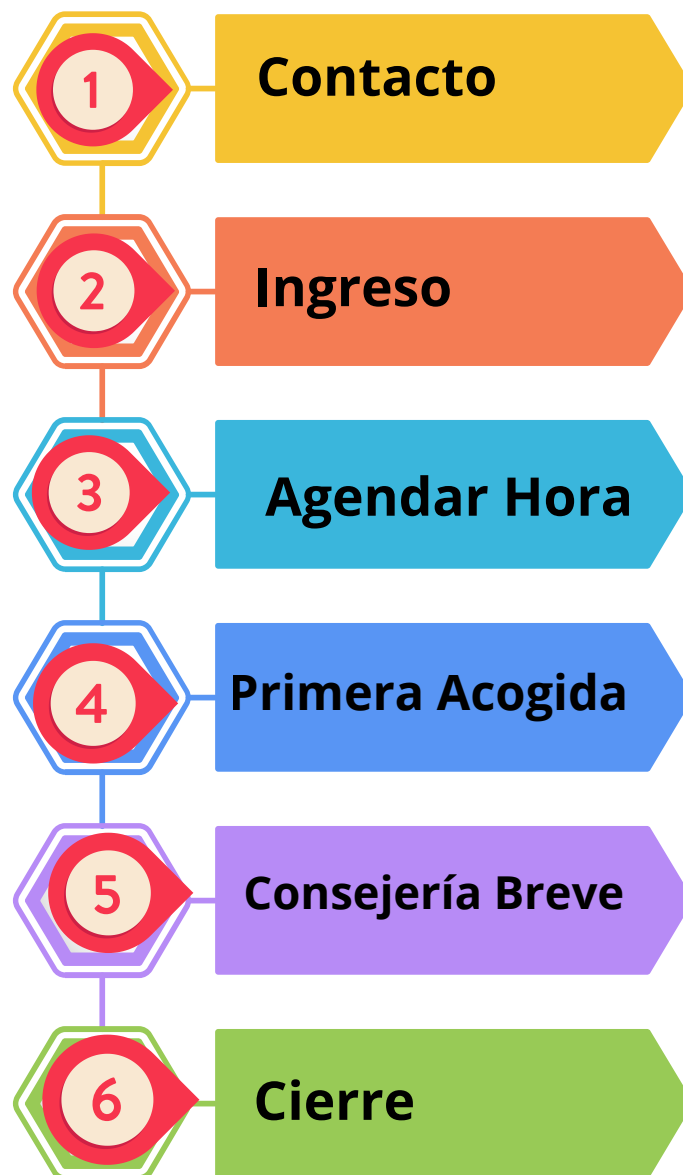 1
Contacto
2
Ingreso
3
Agendar Hora
4
Primera Acogida
5
Consejería Breve
6
Cierre